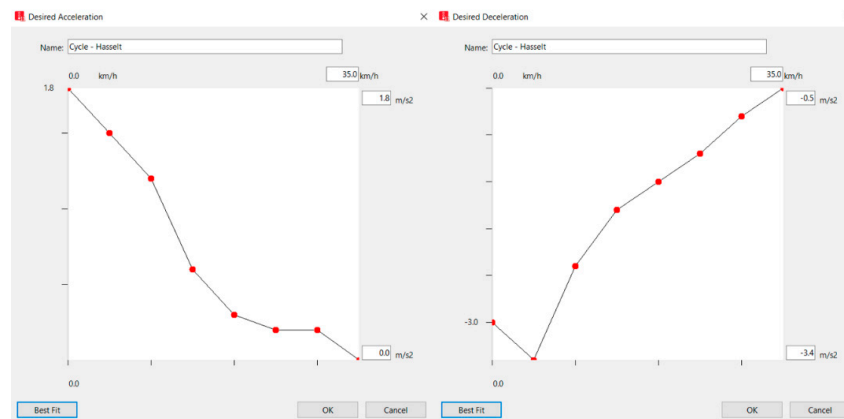 Desired Acceleration
Name: Cycle - Hasselt
0.0 km/h 35.0 km/h
1.8
1.8 m/s2
0.0 m/s2
0.0
Best Fit OK Cancel
Desired Deceleration
Name: Cycle - Hasselt
0.0 km/h 35.0 km/h
-0.5 m/s2
-3.0
-3.4 m/s2
0.0
Best Fit OK Cancel